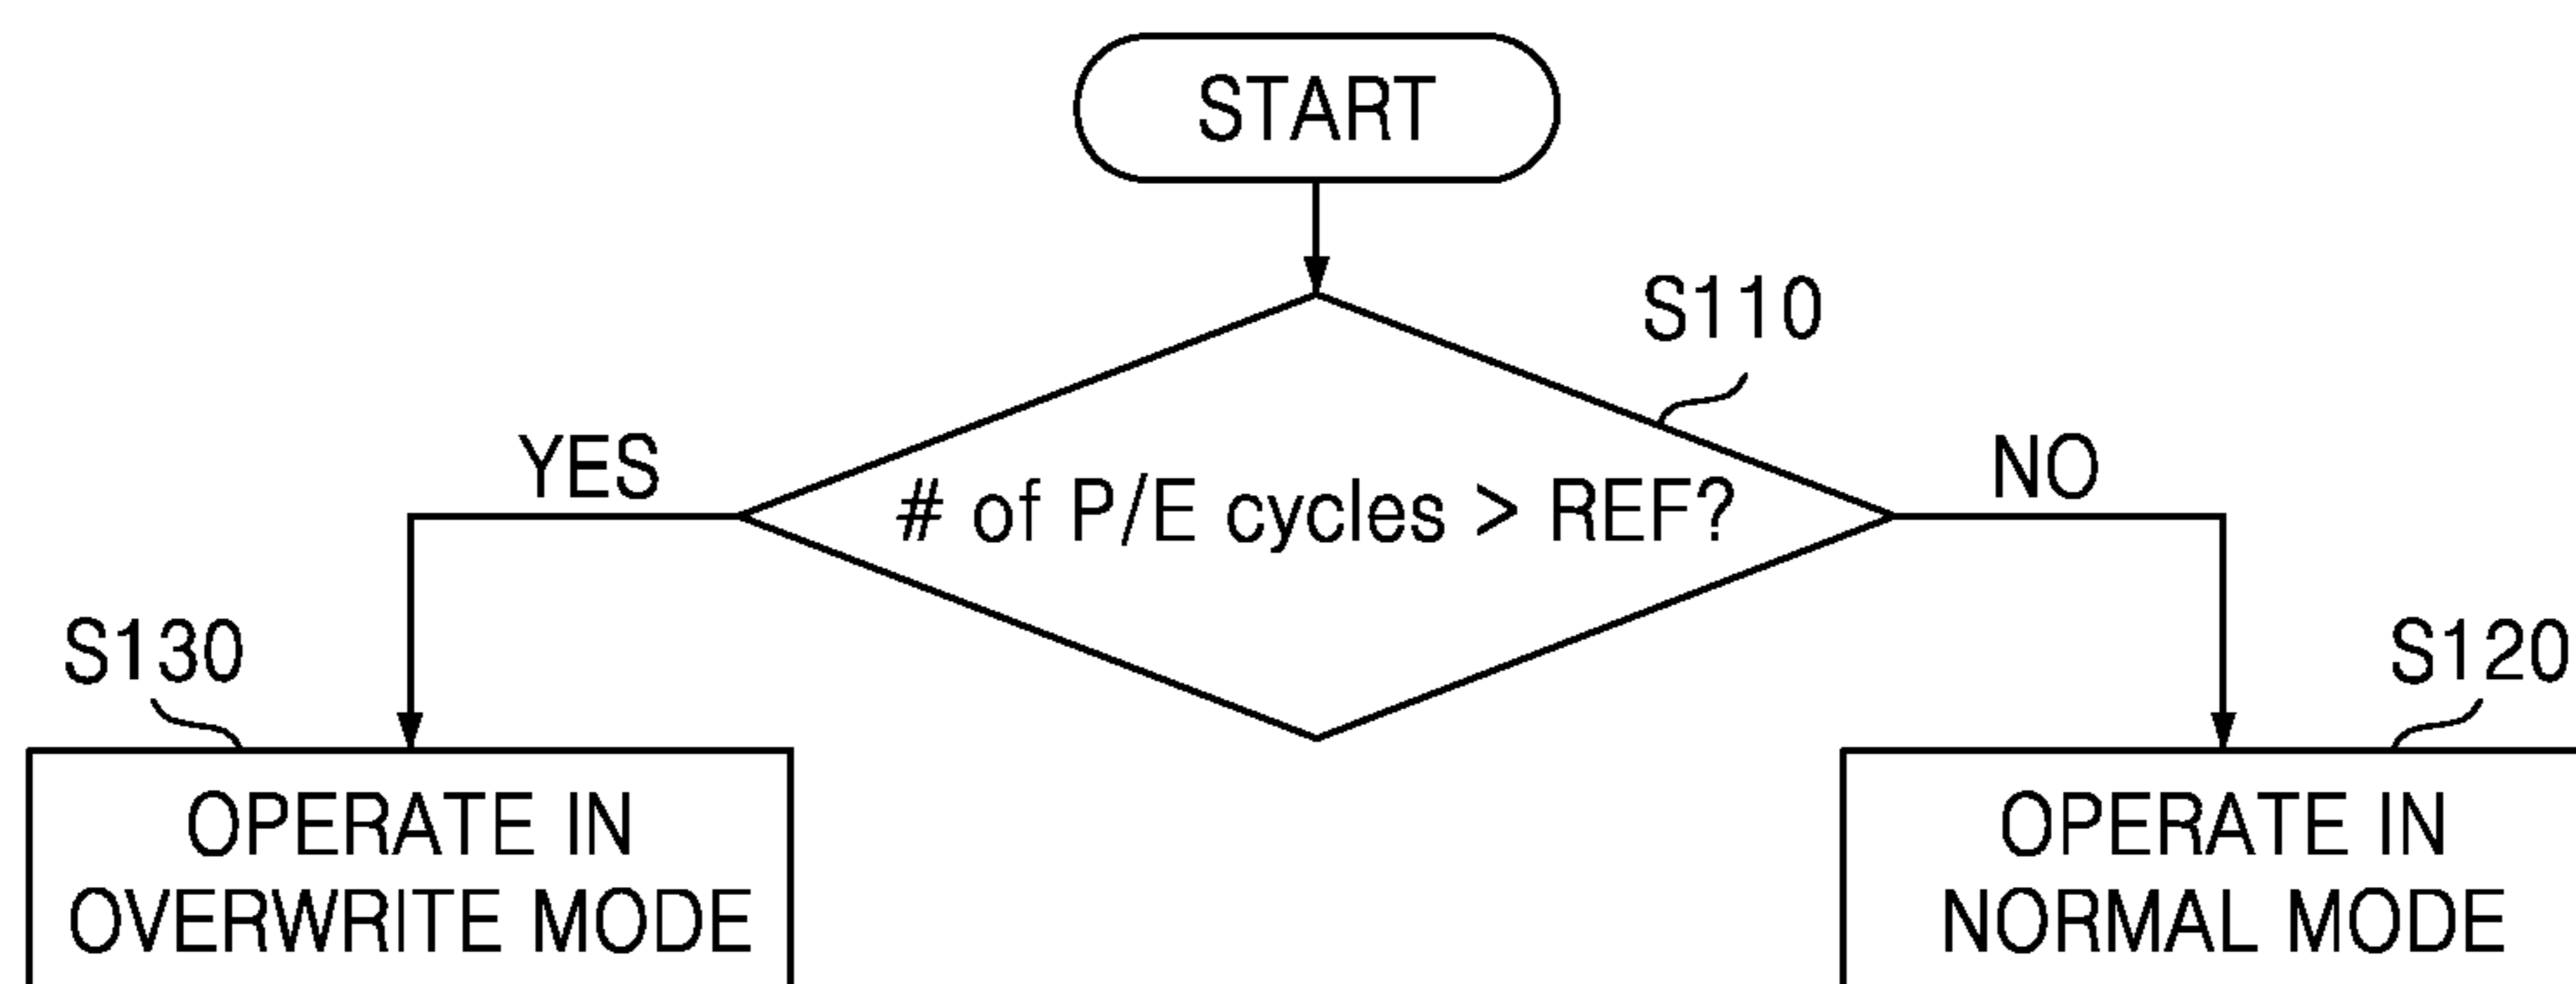 START
S110
YES
# of P/E cycles > REF?
NO
S130
S120
OPERATE IN
OVERWRITE MODE
OPERATE IN
NORMAL MODE